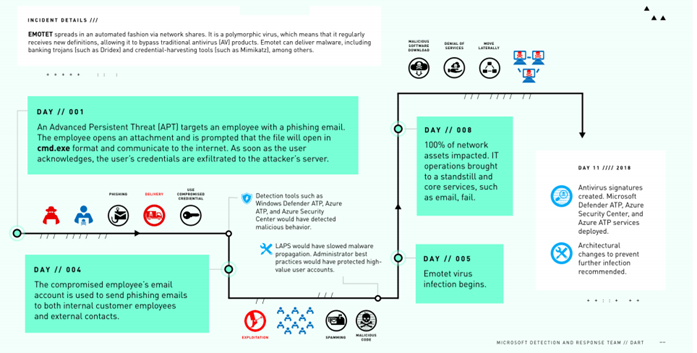 INCIDENT DETAILS ///
EMOTET spreads in an automated fashion via network shares. It is a polymorphic virus, which means that it regularly
receives new definitions, allowing it to bypass traditional antivirus (AV) products. Emotet can deliver malware, including
banking trojans (such as Dridex) and credential-harvesting tools (such as Mimikatz), among others.
DAY // 001
An Advanced Persistent Threat (APT) targets an employee with a phishing email.
The employee opens an attachment and is prompted that the file will open in
cmd.exe format and communicate to the internet. As soon as the user
acknowledges, the user's credentials are exfiltrated to the attacker's server.
PHISHING
DELIVERY
USE
COMPROMISED
CREDENTIAL
Detection tools such as
Windows Defender ATP, Azure
ATP, and Azure Security
Center would have detected
malicious behavior.
LAPS would have slowed malware
propagation. Administrator best
practices would have protected high-
value user accounts.
DAY // 004
The compromised employee's email
account is used to send phishing emails
to both internal customer employees
and external contacts.
EXPLOITATION
SPAMMING
MALICIOUS
CODE
DAY // 005
Emotet virus
infection begins.
DAY // 008
100% of network
assets impacted. IT
operations brought
to a standstill and
core services, such
as email, fail.
MALICIOUS
SOFTWARE
DOWNLOAD
DENIAL OF
SERVICES
MOVE
LATERALLY
DAY 11 //// 2018
Antivirus signatures
created. Microsoft
Defender ATP, Azure
Security Center, and
Azure ATP services
deployed.
Architectural
changes to prevent
further infection
recommended.
MICROSOFT DETECTION AND RESPONSE TEAM // DART